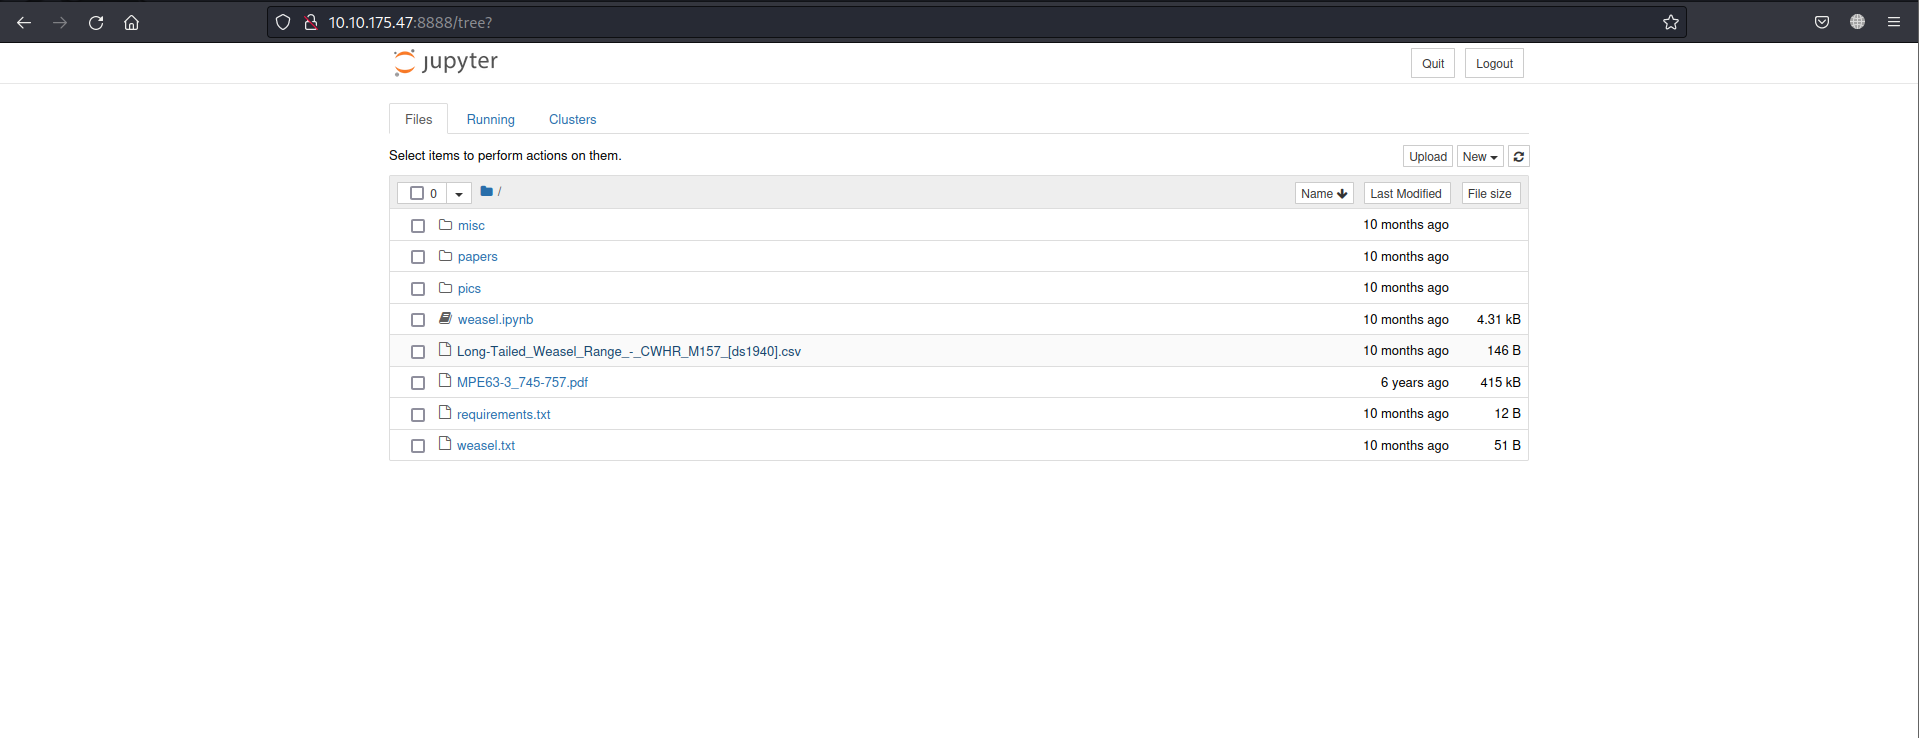 10.10.175.47:8888/tree?
jupyter Quit Logout
Files Running Clusters
Select items to perform actions on them. Upload New
0 / Name Last Modified File size
misc 10 months ago
papers 10 months ago
pics 10 months ago
weasel.ipynb 10 months ago 4.31 kB
Long-Tailed_Weasel_Range_-_CWHR_M157_[ds1940].csv 10 months ago 146 B
MPE63-3_745-757.pdf 6 years ago 415 kB
requirements.txt 10 months ago 12 B
weasel.txt 10 months ago 51 B